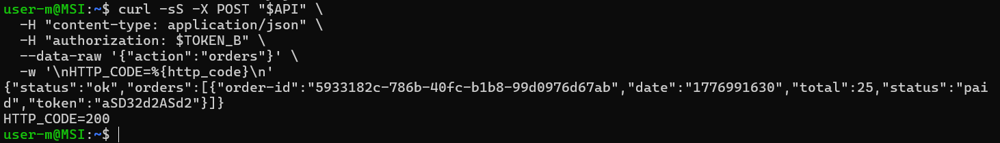 user-m@MSI:~$ curl -sS -X POST "$API" \
  -H "content-type: application/json" \
  -H "authorization: $TOKEN_B" \
  --data-raw '{"action":"orders"}' \
  -w '\nHTTP_CODE=%{http_code}\n'
{"status":"ok","orders":[{"order-id":"5933182c-786b-40fc-b1b8-99d0976d67ab","date":"1776991630","total":25,"status":"pai
d","token":"aSD32d2ASd2"}]}
HTTP_CODE=200
user-m@MSI:~$